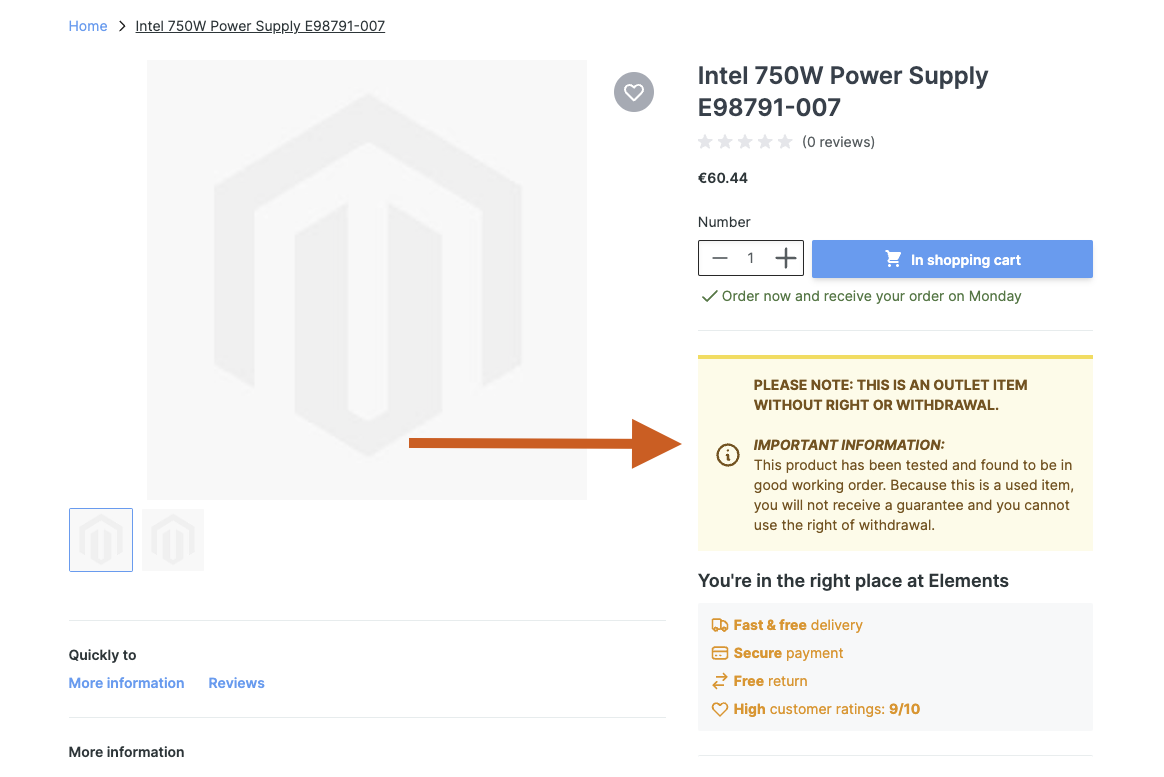 Home > Intel 750W Power Supply E98791-007
Intel 750W Power Supply
E98791-007
(0 reviews)
€60.44
Number
1
In shopping cart
Order now and receive your order on Monday
PLEASE NOTE: THIS IS AN OUTLET ITEM
WITHOUT RIGHT OR WITHDRAWAL.
IMPORTANT INFORMATION:
This product has been tested and found to be in
good working order. Because this is a used item,
you will not receive a guarantee and you cannot
use the right of withdrawal.
You're in the right place at Elements
Fast & free delivery
Secure payment
Free return
High customer ratings: 9/10
Quickly to
More information Reviews
More information